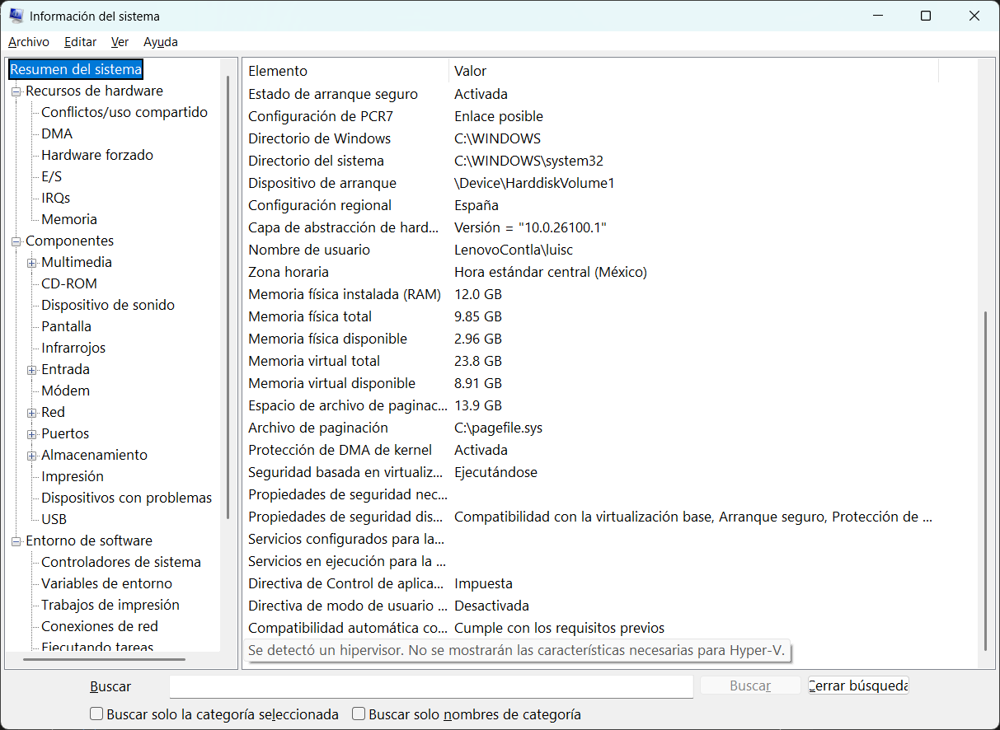 Información del sistema
Archivo Editar Ver Ayuda
Resumen del sistema
Recursos de hardware
Conflictos/uso compartido
DMA
Hardware forzado
E/S
IRQs
Memoria
Componentes
Multimedia
CD-ROM
Dispositivo de sonido
Pantalla
Infrarrojos
Entrada
Módem
Red
Puertos
Almacenamiento
Impresión
Dispositivos con problemas
USB
Entorno de software
Controladores de sistema
Variables de entorno
Trabajos de impresión
Conexiones de red
Ejecutando tareas
Elemento Valor
Estado de arranque seguro Activada
Configuración de PCR7 Enlace posible
Directorio de Windows C:\WINDOWS
Directorio del sistema C:\WINDOWS\system32
Dispositivo de arranque \Device\HarddiskVolume1
Configuración regional España
Capa de abstracción de hard... Versión = "10.0.26100.1"
Nombre de usuario LenovoContla\luisc
Zona horaria Hora estándar central (México)
Memoria física instalada (RAM) 12.0 GB
Memoria física total 9.85 GB
Memoria física disponible 2.96 GB
Memoria virtual total 23.8 GB
Memoria virtual disponible 8.91 GB
Espacio de archivo de paginac... 13.9 GB
Archivo de paginación C:\pagefile.sys
Protección de DMA de kernel Activada
Seguridad basada en virtualiz... Ejecutándose
Propiedades de seguridad nec...
Propiedades de seguridad dis... Compatibilidad con la virtualización base, Arranque seguro, Protección de ...
Servicios configurados para la...
Servicios en ejecución para la ...
Directiva de Control de aplica... Impuesta
Directiva de modo de usuario ... Desactivada
Compatibilidad automática co... Cumple con los requisitos previos
Se detectó un hipervisor. No se mostrarán las características necesarias para Hyper-V.
Buscar Buscar Cerrar búsqueda
Buscar solo la categoría seleccionada Buscar solo nombres de categoría